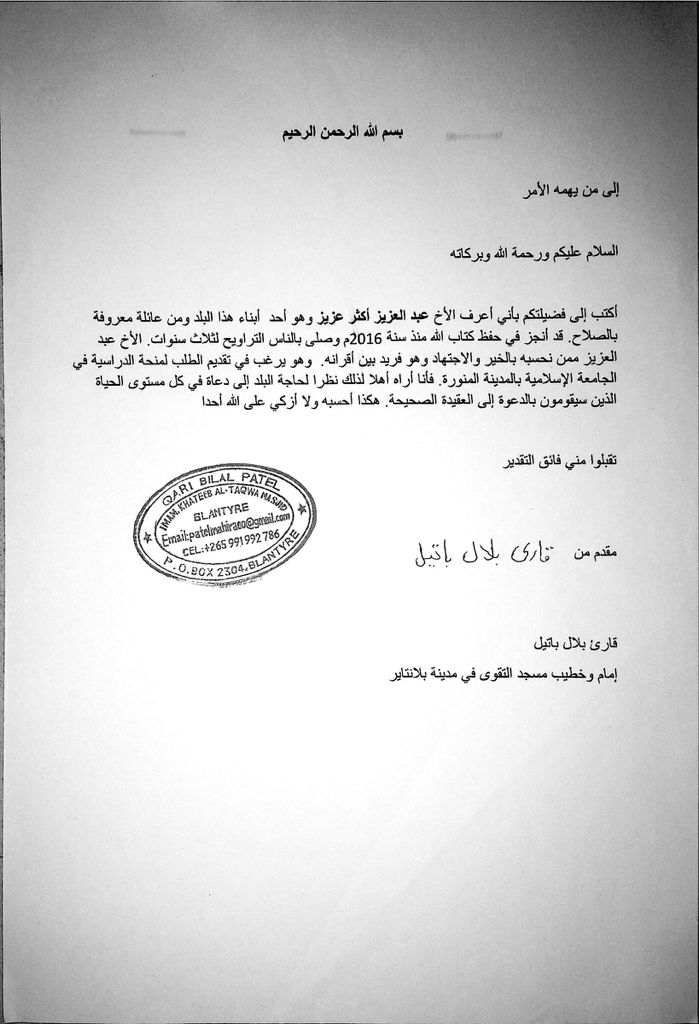 بسم الله الرحمن الرحيم
إلى من يهمه الأمر
السلام عليكم ورحمة الله وبركاته
أكتب إلى فضيلتكم بأني أعرف الأخ عبد العزيز أكثر عزيز وهو أحد أبناء هذا البلد ومن عائلة معروفة
بالصلاح. قد أنجز في حفظ كتاب الله منذ سنة 2016م وصلى بالناس التراويح لثلاث سنوات. الأخ عبد
العزيز ممن نحسبه بالخير والاجتهاد وهو فريد بين أقرانه. وهو يرغب في تقديم الطلب لمنحة الدراسية في
الجامعة الإسلامية بالمدينة المنورة. فأنا أراه أهلا لذلك نظرا لحاجة البلد إلى دعاة في كل مستوى الحياة
الذين سيقومون بالدعوة إلى العقيدة الصحيحة. هكذا أحسبه ولا أزكي على الله أحدا
تقبلوا مني فائق التقدير
QARI BILAL PATEL
IMAM, KHATEEB AL-TAQWA MASJID
BLANTYRE
CEL:+265 991 992 786
P.O.BOX 2304, BLANTYRE
مقدم من قارئ بلال باتيل
قارئ بلال باتيل
إمام وخطيب مسجد التقوى في مدينة بلانتاير